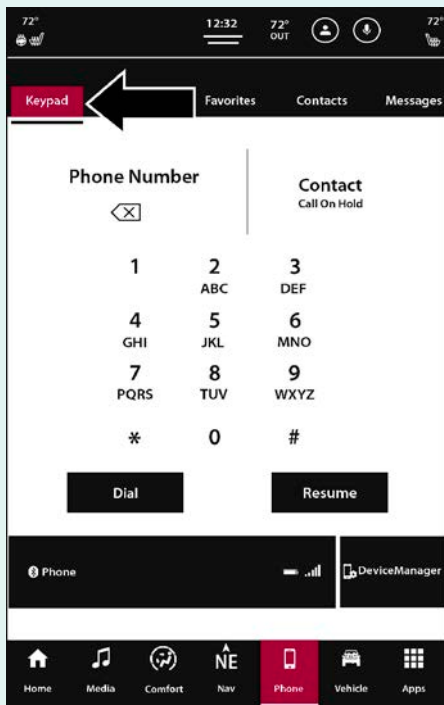 72°
12:32
72°
OUT
72°
Keypad
Favorites
Contacts
Messages
Phone Number
Contact
Call On Hold
1 2 3
ABC DEF
4 5 6
GHI JKL MNO
7 8 9
PQRS TUV WXYZ
* 0 #
Dial
Resume
Phone
DeviceManager
NE
Home Media Comfort Nav Phone Vehicle Apps